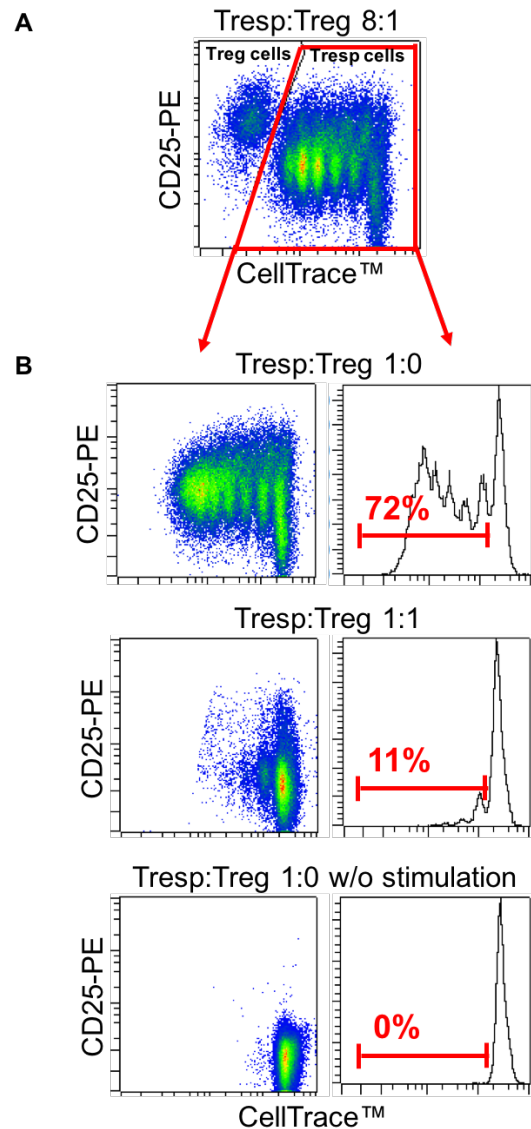 A
Tresp:Treg 8:1
Treg cells Tresp cells
CD25-PE
CellTrace™
B
Tresp:Treg 1:0
CD25-PE
72%
Tresp:Treg 1:1
CD25-PE
11%
Tresp:Treg 1:0 w/o stimulation
CD25-PE
0%
CellTrace™